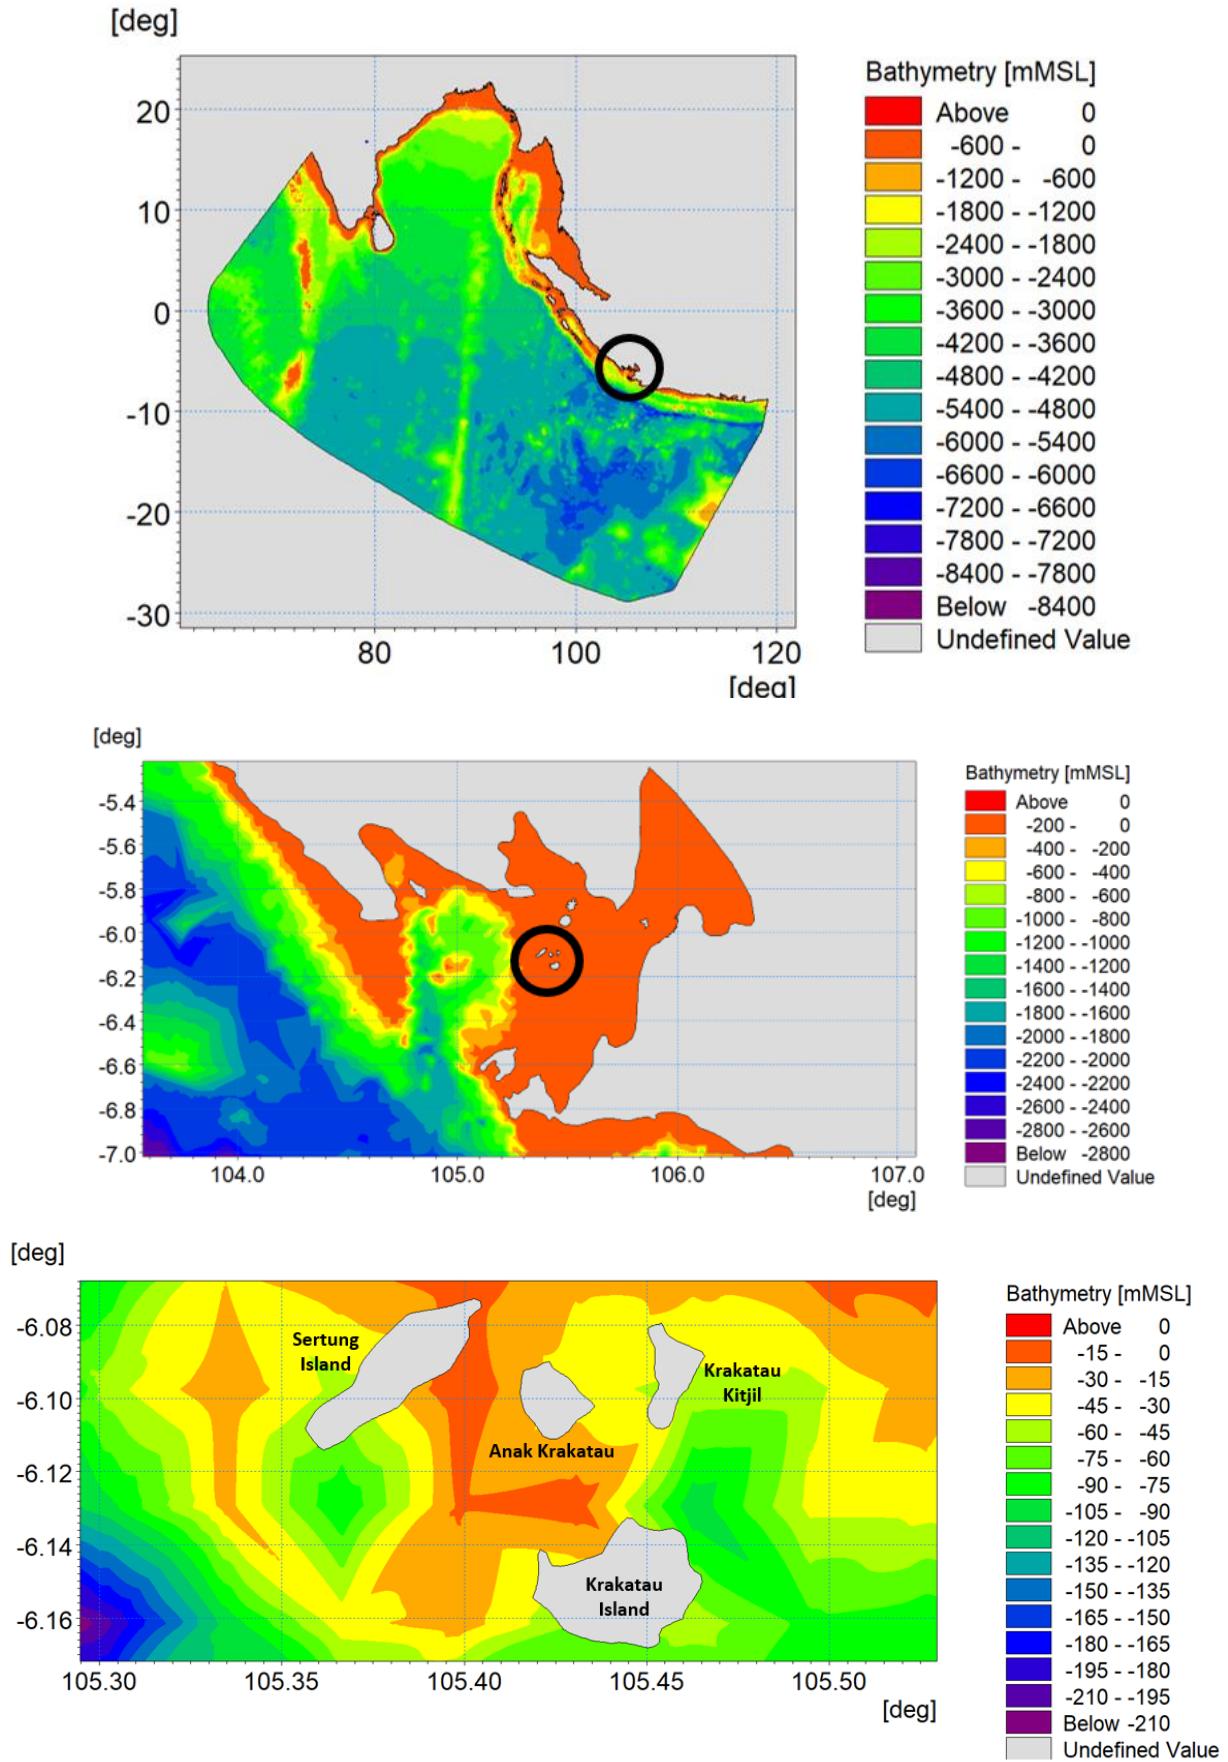 [deg]
20
10
0
-10
-20
-30
80 100 120
[deg]
Bathymetry [mMSL]
Above 0
-600 - 0
-1200 - -600
-1800 - -1200
-2400 - -1800
-3000 - -2400
-3600 - -3000
-4200 - -3600
-4800 - -4200
-5400 - -4800
-6000 - -5400
-6600 - -6000
-7200 - -6600
-7800 - -7200
-8400 - -7800
Below -8400
Undefined Value
[deg]
-5.4
-5.6
-5.8
-6.0
-6.2
-6.4
-6.6
-6.8
-7.0
104.0 105.0 106.0 107.0
[deg]
Bathymetry [mMSL]
Above 0
-200 - 0
-400 - -200
-600 - -400
-800 - -600
-1000 - -800
-1200 - -1000
-1400 - -1200
-1600 - -1400
-1800 - -1600
-2000 - -1800
-2200 - -2000
-2400 - -2200
-2600 - -2400
-2800 - -2600
Below -2800
Undefined Value
[deg]
-6.08
-6.10
-6.12
-6.14
-6.16
105.30 105.35 105.40 105.45 105.50
[deg]
Sertung
Island
Krakatau
Kitjil
Anak Krakatau
Krakatau
Island
Bathymetry [mMSL]
Above 0
-15 - 0
-30 - -15
-45 - -30
-60 - -45
-75 - -60
-90 - -75
-105 - -90
-120 - -105
-135 - -120
-150 - -135
-165 - -150
-180 - -165
-195 - -180
-210 - -195
Below -210
Undefined Value